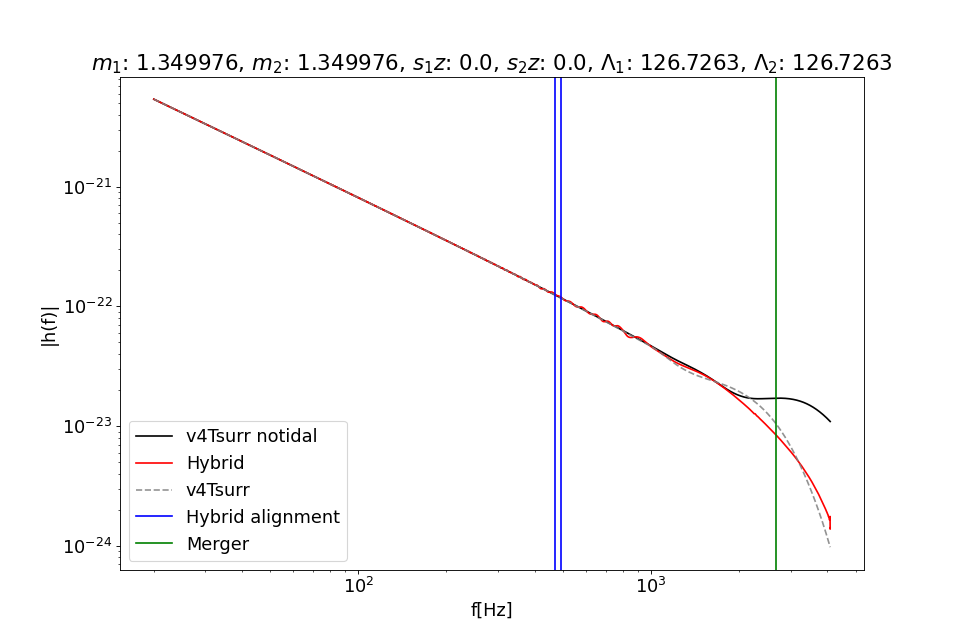 m₁: 1.349976, m₂: 1.349976, s₁z: 0.0, s₂z: 0.0, Λ₁: 126.7263, Λ₂: 126.7263
|h(f)|
10⁻²¹
10⁻²²
10⁻²³
10⁻²⁴
v4Tsurr notidal
Hybrid
v4Tsurr
Hybrid alignment
Merger
10² 10³
f[Hz]